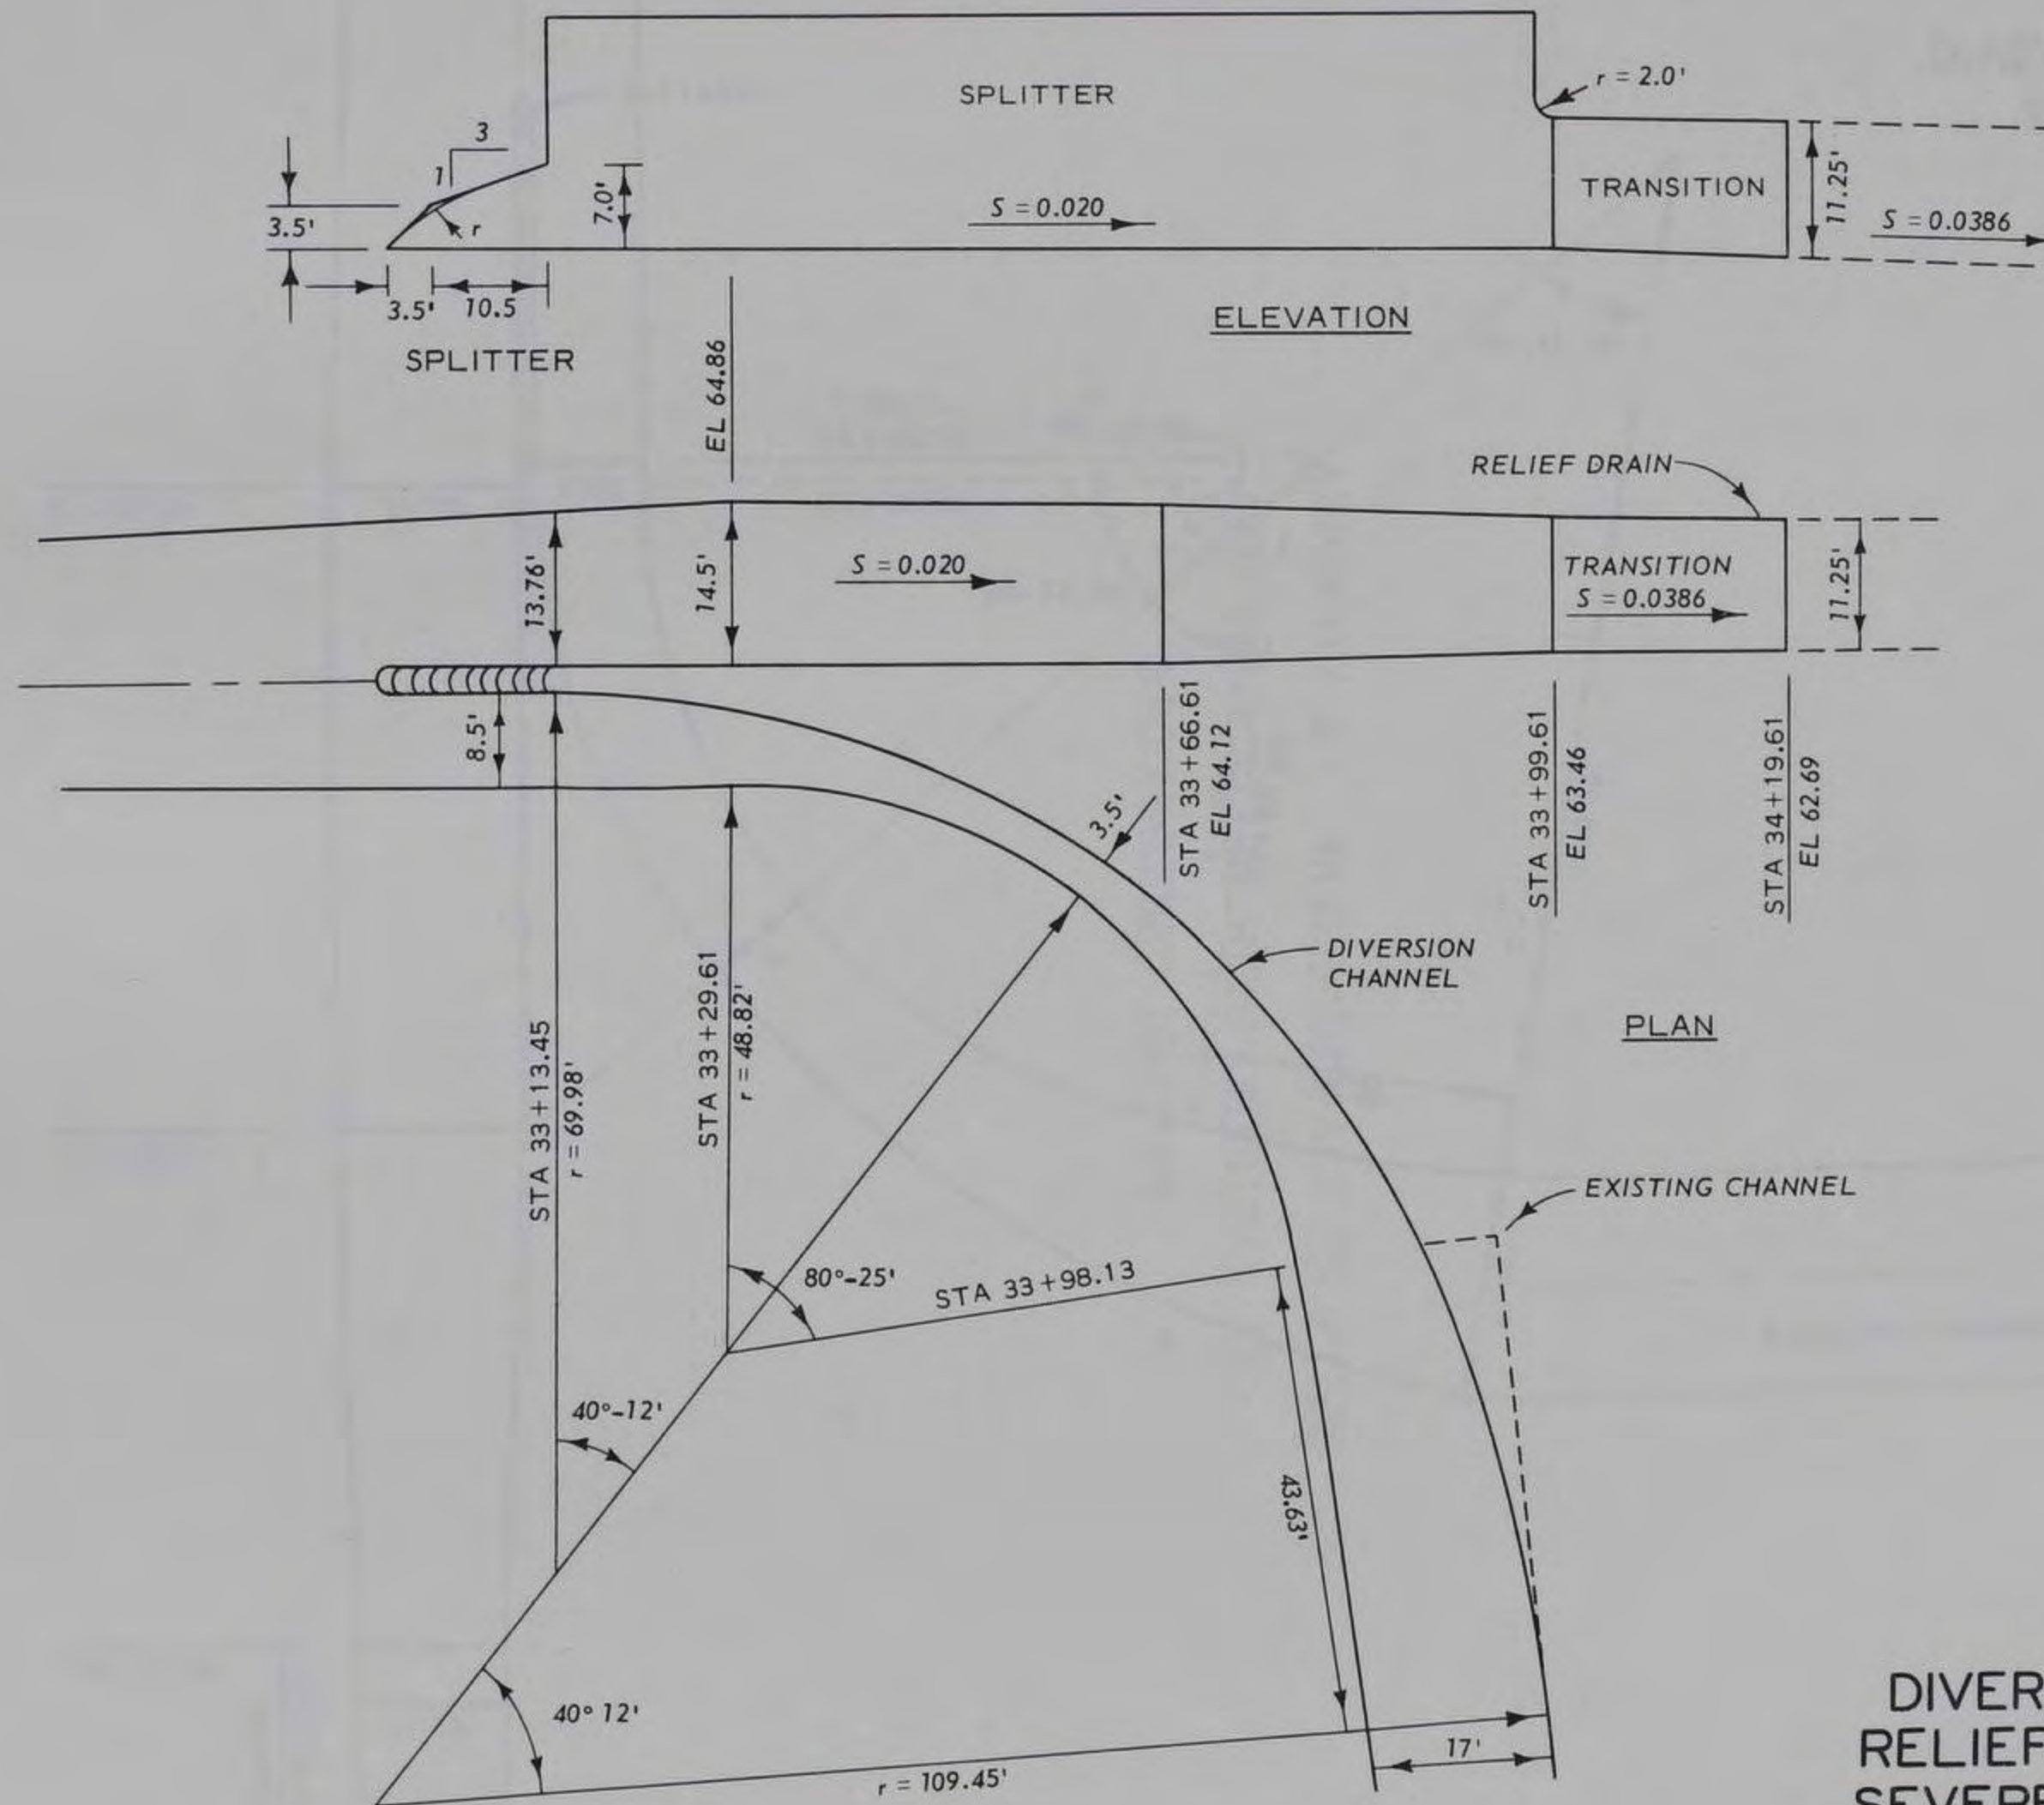 SPLITTER
r = 2.0'
3
1
r
3.5'
7.0'
S = 0.020
TRANSITION
11.25'
S = 0.0386
3.5' 10.5
SPLITTER
ELEVATION
EL 64.86
RELIEF DRAIN
13.76'
14.5'
S = 0.020
TRANSITION
S = 0.0386
11.25'
8.5'
3.5'
STA 33+66.61
EL 64.12
STA 33+99.61
EL 63.46
STA 34+19.61
EL 62.69
DIVERSION
CHANNEL
PLAN
STA 33+13.45
r = 69.98'
STA 33+29.61
r = 48.82'
EXISTING CHANNEL
80°-25'
STA 33+98.13
40°-12'
43.63'
40° 12'
r = 109.45'
17'
DIVER
RELIEF
SEVERE